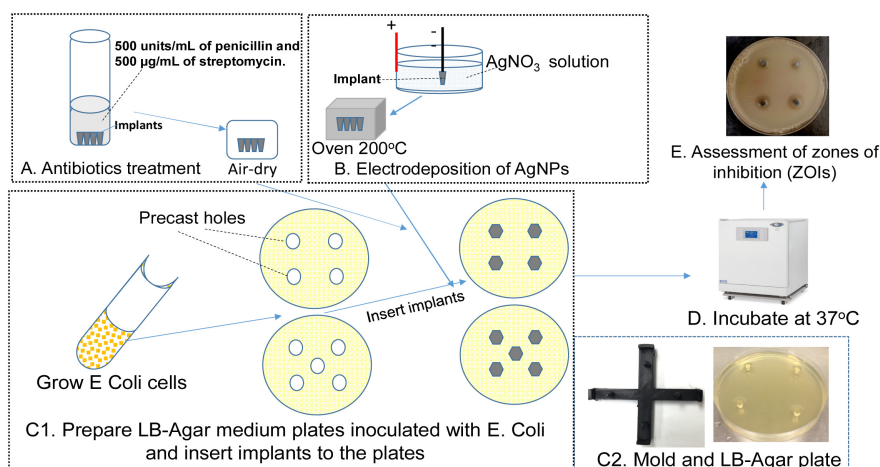 500 units/mL of penicillin and
500 µg/mL of streptomycin.
Implants
A. Antibiotics treatment
Air-dry
+
-
-
Implant
AgNO3 solution
Oven 200oC
B. Electrodeposition of AgNPs
E. Assessment of zones of
inhibition (ZOIs)
Precast holes
Insert implants
Grow E Coli cells
C1. Prepare LB-Agar medium plates inoculated with E. Coli
and insert implants to the plates
D. Incubate at 37oC
C2. Mold and LB-Agar plate